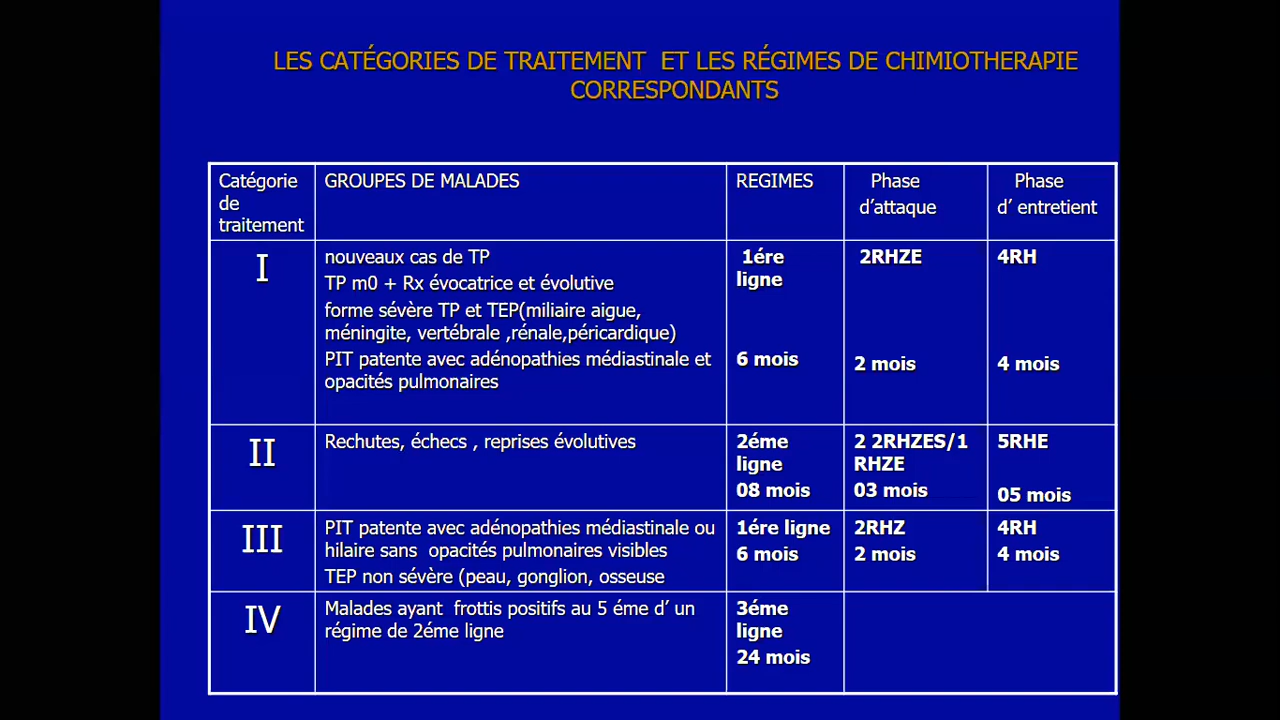 LES CATÉGORIES DE TRAITEMENT ET LES RÉGIMES DE CHIMIOTHERAPIE
CORRESPONDANTS
Catégorie
de
traitement
GROUPES DE MALADES
REGIMES
Phase
d’attaque
Phase
d’ entretient
I
nouveaux cas de TP
TP m0 + Rx évocatrice et évolutive
forme sévère TP et TEP(miliaire aigue,
méningite, vertébrale ,rénale,péricardique)
PIT patente avec adénopathies médiastinale et
opacités pulmonaires
1ére
ligne
6 mois
2RHZE
2 mois
4RH
4 mois
II
Rechutes, échecs , reprises évolutives
2éme
ligne
08 mois
2 2RHZES/1
RHZE
03 mois
5RHE
05 mois
III
PIT patente avec adénopathies médiastinale ou
hilaire sans opacités pulmonaires visibles
TEP non sévère (peau, gonglion, osseuse
1ére ligne
6 mois
2RHZ
2 mois
4RH
4 mois
IV
Malades ayant frottis positifs au 5 éme d’ un
régime de 2éme ligne
3éme
ligne
24 mois